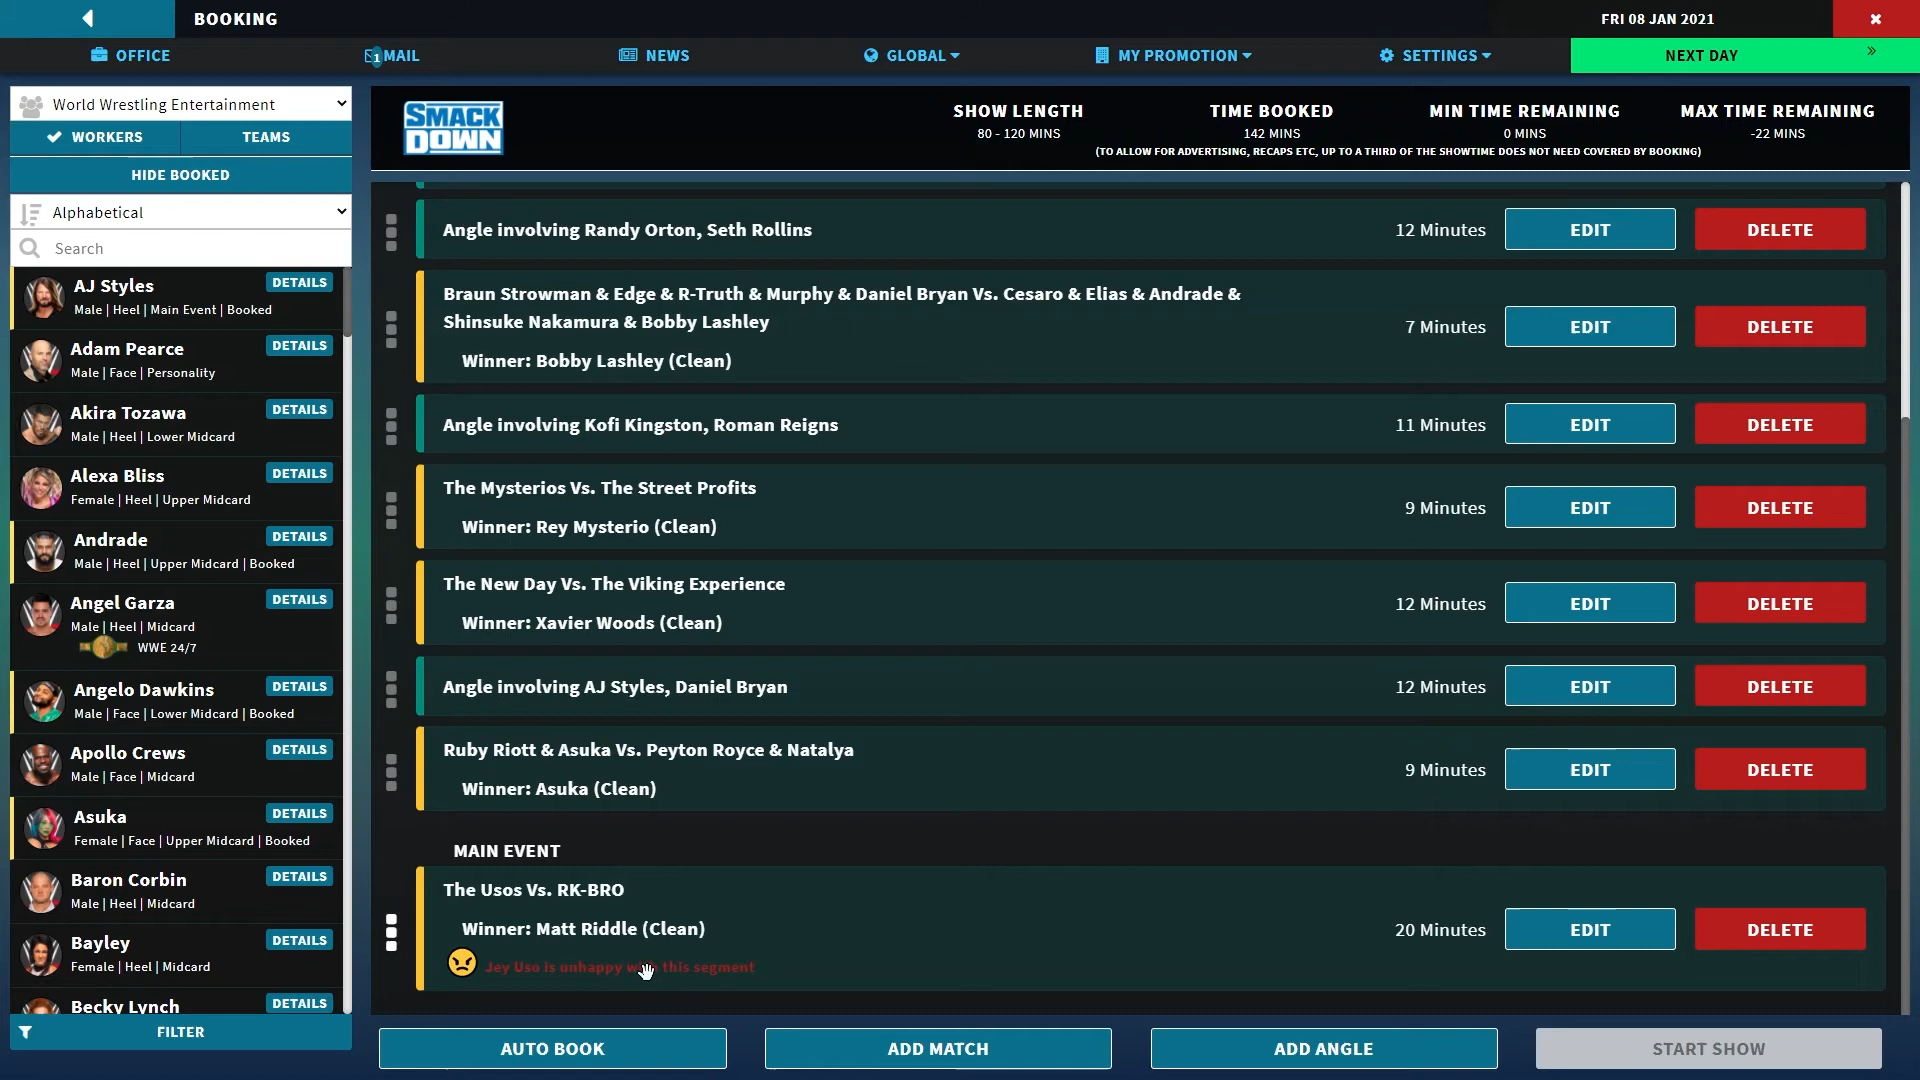 BOOKING
FRI 08 JAN 2021
OFFICE
1 MAIL
NEWS
GLOBAL
MY PROMOTION
SETTINGS
NEXT DAY
World Wrestling Entertainment
WORKERS
TEAMS
HIDE BOOKED
Alphabetical
Search
AJ Styles
DETAILS
Male | Heel | Main Event | Booked
Adam Pearce
DETAILS
Male | Face | Personality
Akira Tozawa
DETAILS
Male | Heel | Lower Midcard
Alexa Bliss
DETAILS
Female | Heel | Upper Midcard
Andrade
DETAILS
Male | Heel | Upper Midcard | Booked
Angel Garza
DETAILS
Male | Heel | Midcard
WWE 24/7
Angelo Dawkins
DETAILS
Male | Face | Lower Midcard | Booked
Apollo Crews
DETAILS
Male | Face | Midcard
Asuka
DETAILS
Female | Face | Upper Midcard | Booked
Baron Corbin
DETAILS
Male | Heel | Midcard
Bayley
DETAILS
Female | Heel | Midcard
Becky Lynch
DETAILS
FILTER
SMACK
DOWN
SHOW LENGTH
80 - 120 MINS
TIME BOOKED
142 MINS
MIN TIME REMAINING
0 MINS
MAX TIME REMAINING
-22 MINS
(TO ALLOW FOR ADVERTISING, RECAPS ETC, UP TO A THIRD OF THE SHOWTIME DOES NOT NEED COVERED BY BOOKING)
Angle involving Randy Orton, Seth Rollins
12 Minutes
EDIT
DELETE
Braun Strowman & Edge & R-Truth & Murphy & Daniel Bryan Vs. Cesaro & Elias & Andrade &
Shinsuke Nakamura & Bobby Lashley
Winner: Bobby Lashley (Clean)
7 Minutes
EDIT
DELETE
Angle involving Kofi Kingston, Roman Reigns
11 Minutes
EDIT
DELETE
The Mysterios Vs. The Street Profits
Winner: Rey Mysterio (Clean)
9 Minutes
EDIT
DELETE
The New Day Vs. The Viking Experience
Winner: Xavier Woods (Clean)
12 Minutes
EDIT
DELETE
Angle involving AJ Styles, Daniel Bryan
12 Minutes
EDIT
DELETE
Ruby Riott & Asuka Vs. Peyton Royce & Natalya
Winner: Asuka (Clean)
9 Minutes
EDIT
DELETE
MAIN EVENT
The Usos Vs. RK-BRO
Winner: Matt Riddle (Clean)
Jey Uso is unhappy with this segment
20 Minutes
EDIT
DELETE
AUTO BOOK
ADD MATCH
ADD ANGLE
START SHOW